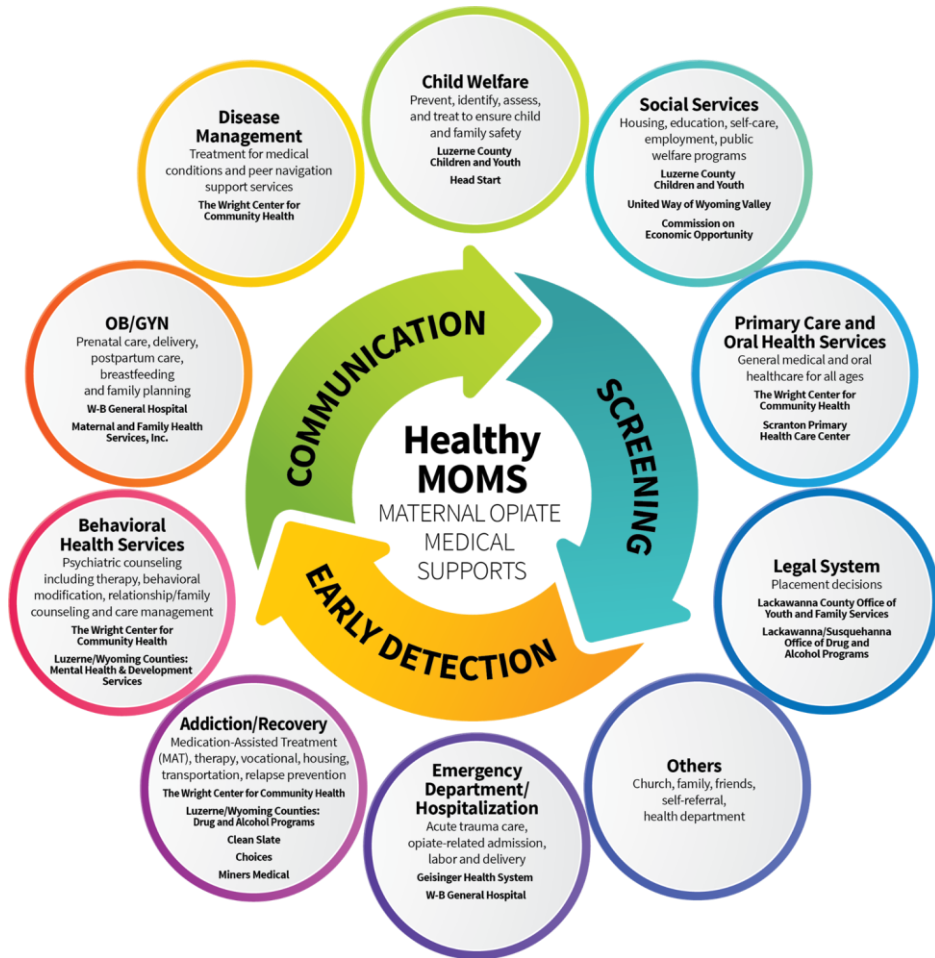 Child Welfare
Prevent, identify, assess,
and treat to ensure child
and family safety
Luzerne County
Children and Youth
Head Start
Social Services
Housing, education, self-care,
employment, public
welfare programs
Luzerne County
Children and Youth
United Way of Wyoming Valley
Commission on
Economic Opportunity
Primary Care and
Oral Health Services
General medical and oral
healthcare for all ages
The Wright Center for
Community Health
Scranton Primary
Health Care Center
Legal System
Placement decisions
Lackawanna County Office of
Youth and Family Services
Lackawanna/Susquehanna
Office of Drug and
Alcohol Programs
Others
Church, family, friends,
self-referral,
health department
Emergency
Department/
Hospitalization
Acute trauma care,
opiate-related admission,
labor and delivery
Geisinger Health System
W-B General Hospital
Addiction/Recovery
Medication-Assisted Treatment
(MAT), therapy, vocational, housing,
transportation, relapse prevention
The Wright Center for Community Health
Luzerne/Wyoming Counties:
Drug and Alcohol Programs
Clean Slate
Choices
Miners Medical
Behavioral
Health Services
Psychiatric counseling
including therapy, behavioral
modification, relationship/family
counseling and care management
The Wright Center for
Community Health
Luzerne/Wyoming Counties:
Mental Health & Development
Services
OB/GYN
Prenatal care, delivery,
postpartum care,
breastfeeding
and family planning
W-B General Hospital
Maternal and Family Health
Services, Inc.
Disease
Management
Treatment for medical
conditions and peer navigation
support services
The Wright Center for
Community Health
COMMUNICATION
SCREENING
EARLY DETECTION
Healthy
MOMS
MATERNAL OPIATE
MEDICAL
SUPPORTS